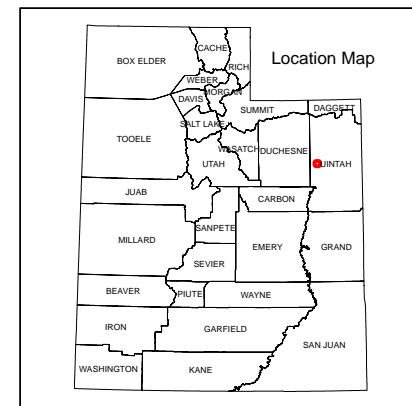 Location Map
BOX ELDER
CACHE
RICH
WEBER
MORGAN
DAVIS
SUMMIT
DAGGETT
SALT LAKE
TOOELE
WASATCH
DUCHESNE
UINTAH
UTAH
JUAB
CARBON
SANPETE
MILLARD
EMERY
GRAND
SEVIER
BEAVER
PIUTE
WAYNE
IRON
GARFIELD
SAN JUAN
WASHINGTON
KANE